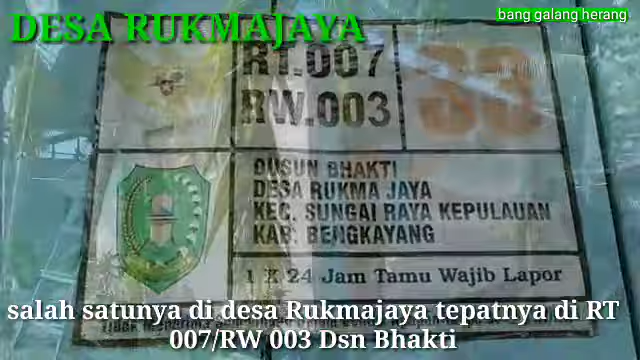 DESA RUKMAJAYA
bang galang herang
RT.007
RW.003
33
DUSUN BHAKTI
DESA RUKMA JAYA
KEC. SUNGAI RAYA KEPULAUAN
KAB. BENGKAYANG
1 X 24 Jam Tamu Wajib Lapor
salah satunya di desa Rukmajaya tepatnya di RT
007/RW 003 Dsn Bhakti